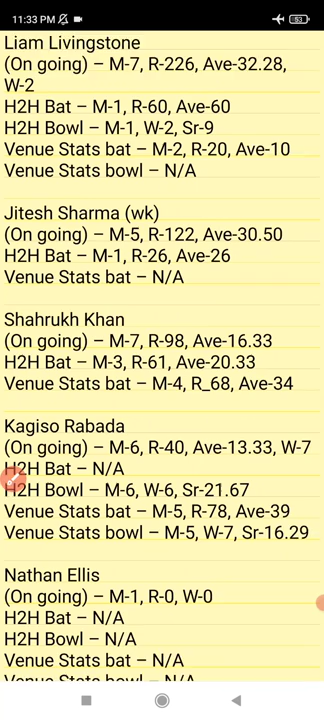 11:33 PM
53
Liam Livingstone
(On going) – M-7, R-226, Ave-32.28,
W-2
H2H Bat – M-1, R-60, Ave-60
H2H Bowl – M-1, W-2, Sr-9
Venue Stats bat – M-2, R-20, Ave-10
Venue Stats bowl – N/A
Jitesh Sharma (wk)
(On going) – M-5, R-122, Ave-30.50
H2H Bat – M-1, R-26, Ave-26
Venue Stats bat – N/A
Shahrukh Khan
(On going) – M-7, R-98, Ave-16.33
H2H Bat – M-3, R-61, Ave-20.33
Venue Stats bat – M-4, R_68, Ave-34
Kagiso Rabada
(On going) – M-6, R-40, Ave-13.33, W-7
H2H Bat – N/A
H2H Bowl – M-6, W-6, Sr-21.67
Venue Stats bat – M-5, R-78, Ave-39
Venue Stats bowl – M-5, W-7, Sr-16.29
Nathan Ellis
(On going) – M-1, R-0, W-0
H2H Bat – N/A
H2H Bowl – N/A
Venue Stats bat – N/A
Venue Stats bowl – N/A